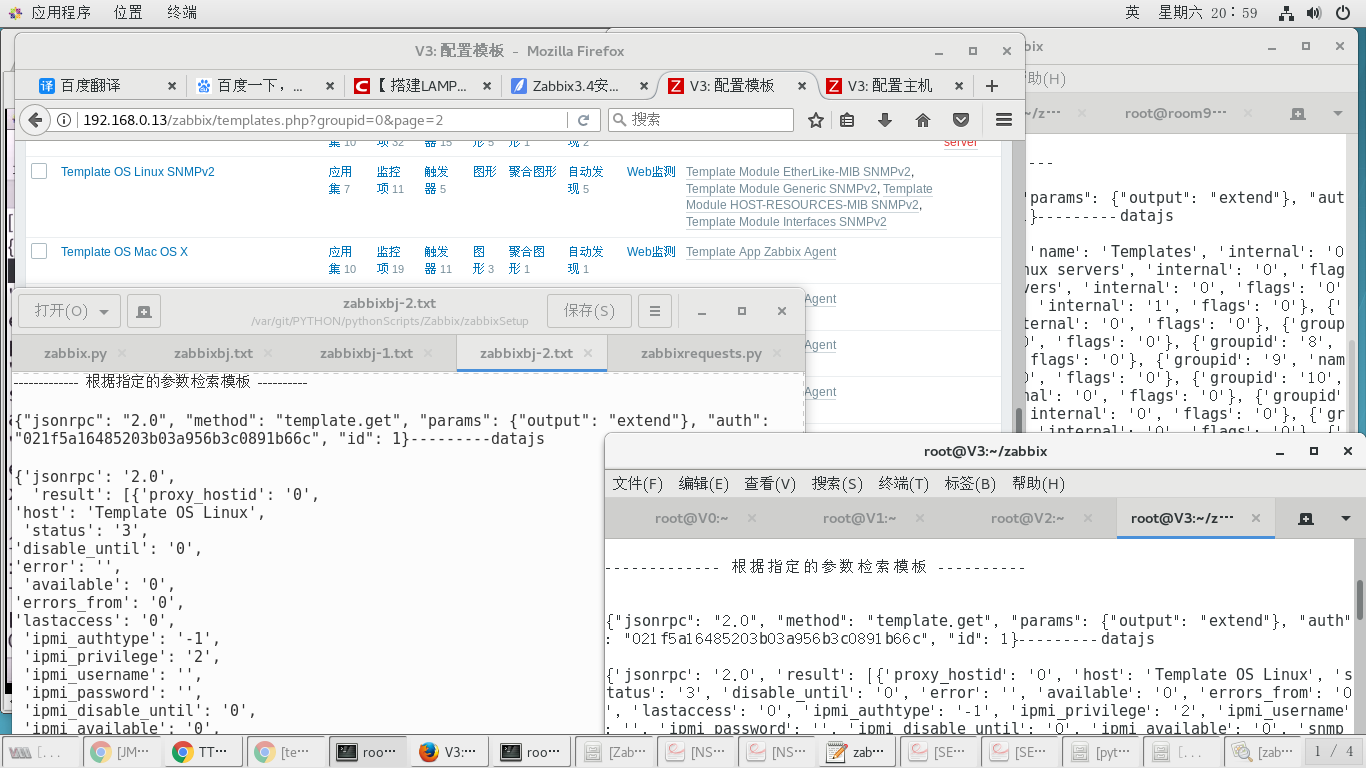 应用程序 位置 终端
英 星期六 20：59
V3: 配置模板 - Mozilla Firefox
百度翻译
百度一下，...
【 搭建LAMP...
Zabbix3.4安...
V3: 配置模板
V3: 配置主机
192.168.0.13/zabbix/templates.php?groupid=0&page=2
搜索
集 10 项 32 器 15 形 5 形 1 现 2 server
Template OS Linux SNMPv2
应用集 7
监控项 11
触发器 5
图形
聚合图形
自动发现 5
Web监测
Template Module EtherLike-MIB SNMPv2,
Template Module Generic SNMPv2, Template
Module HOST-RESOURCES-MIB SNMPv2,
Template Module Interfaces SNMPv2
Template OS Mac OS X
应用集 10
监控项 19
触发器 11
图形 3
聚合图形 1
自动发现 1
Web监测
Template App Zabbix Agent
Agent
Agent
Agent
bix
助(H)
~/z···
root@room9···
---
"params": {"output": "extend"}, "aut
1}---------datajs
'name': 'Templates', 'internal': '0
nux servers', 'internal': '0', 'flag
vers', 'internal': '0', 'flags': '0'
'internal': '1', 'flags': '0'}, {'
ternal': '0', 'flags': '0'}, {'group
0', 'flags': '0'}, {'groupid': '8',
'flags': '0'}, {'groupid': '9', 'nam
0', 'flags': '0'}, {'groupid': '10',
nal': '0', 'flags': '0'}, {'groupid'
'internal': '0', 'flags': '0'}, {'gr
打开(O)
zabbixbj-2.txt
/var/git/PYTHON/pythonScripts/Zabbix/zabbixSetup
保存(S)
zabbix.py
zabbixbj.txt
zabbixbj-1.txt
zabbixbj-2.txt
zabbixrequests.py
------------- 根据指定的参数检索模板 ----------
{"jsonrpc": "2.0", "method": "template.get", "params": {"output": "extend"}, "auth":
"021f5a16485203b03a956b3c0891b66c", "id": 1}---------datajs
{'jsonrpc': '2.0',
'result': [{'proxy_hostid': '0',
'host': 'Template OS Linux',
'status': '3',
'disable_until': '0',
'error': '',
'available': '0',
'errors_from': '0',
'lastaccess': '0',
'ipmi_authtype': '-1',
'ipmi_privilege': '2',
'ipmi_username': '',
'ipmi_password': '',
'ipmi_disable_until': '0',
'ipmi_available': '0',
root@V3:~/zabbix
文件(F) 编辑(E) 查看(V) 搜索(S) 终端(T) 标签(B) 帮助(H)
root@V0:~
root@V1:~
root@V2:~
root@V3:~/z···
------------- 根据指定的参数检索模板 ----------
{"jsonrpc": "2.0", "method": "template.get", "params": {"output": "extend"}, "auth"
: "021f5a16485203b03a956b3c0891b66c", "id": 1}---------datajs
{'jsonrpc': '2.0', 'result': [{'proxy_hostid': '0', 'host': 'Template OS Linux', 's
tatus': '3', 'disable_until': '0', 'error': '', 'available': '0', 'errors_from': '0
', 'lastaccess': '0', 'ipmi_authtype': '-1', 'ipmi_privilege': '2', 'ipmi_username'
: '', 'ipmi_password': '', 'ipmi_disable_until': '0', 'ipmi_available': '0', 'snmp
[···
[JM···
TT···
[te···
roo···
V3:···
roo···
[Zab···
[NS···
[NS···
zab···
[SE···
[SE···
[pyt···
[···
[zab···
1 / 4